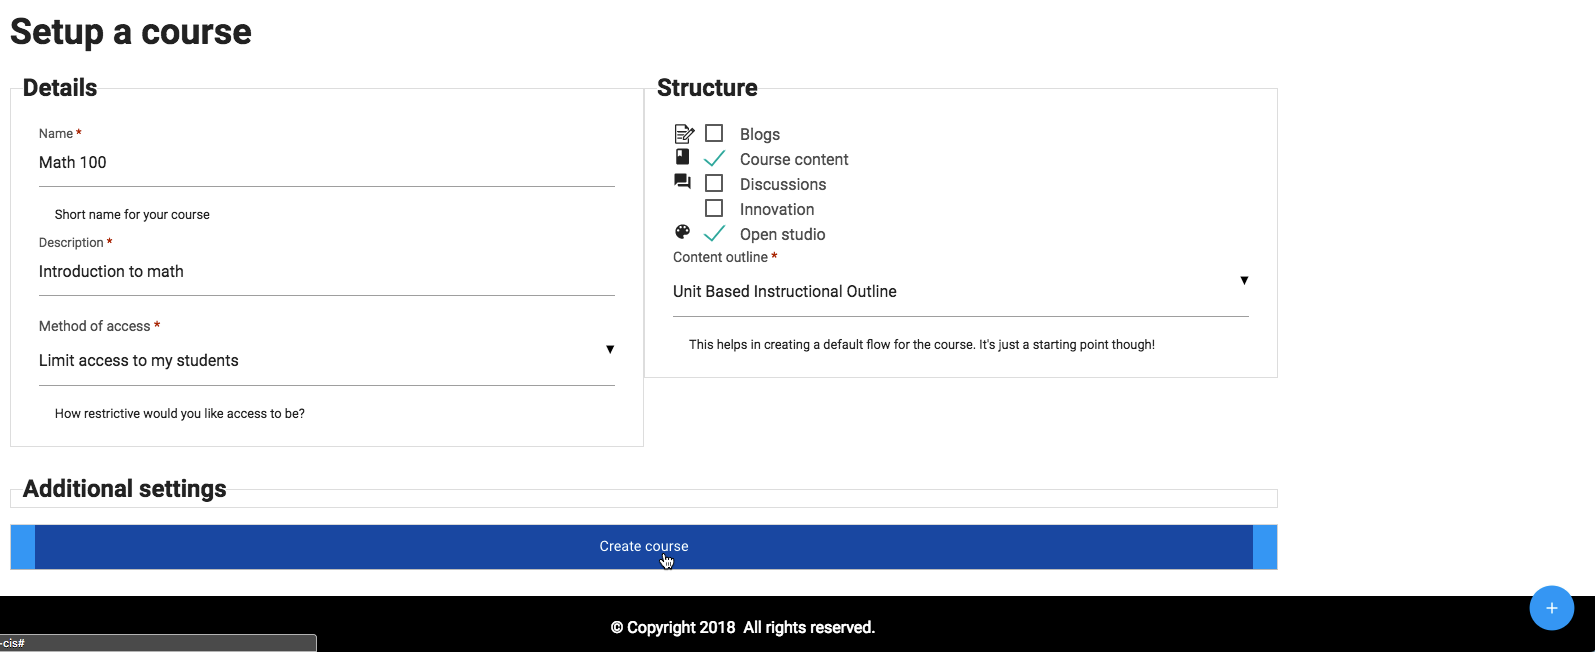 Setup a course
Details
Name *
Math 100
Short name for your course
Description *
Introduction to math
Method of access *
Limit access to my students
How restrictive would you like access to be?
Structure
Blogs
Course content
Discussions
Innovation
Open studio
Content outline *
Unit Based Instructional Outline
This helps in creating a default flow for the course. It's just a starting point though!
Additional settings
Create course
+
© Copyright 2018 All rights reserved.
-cis#